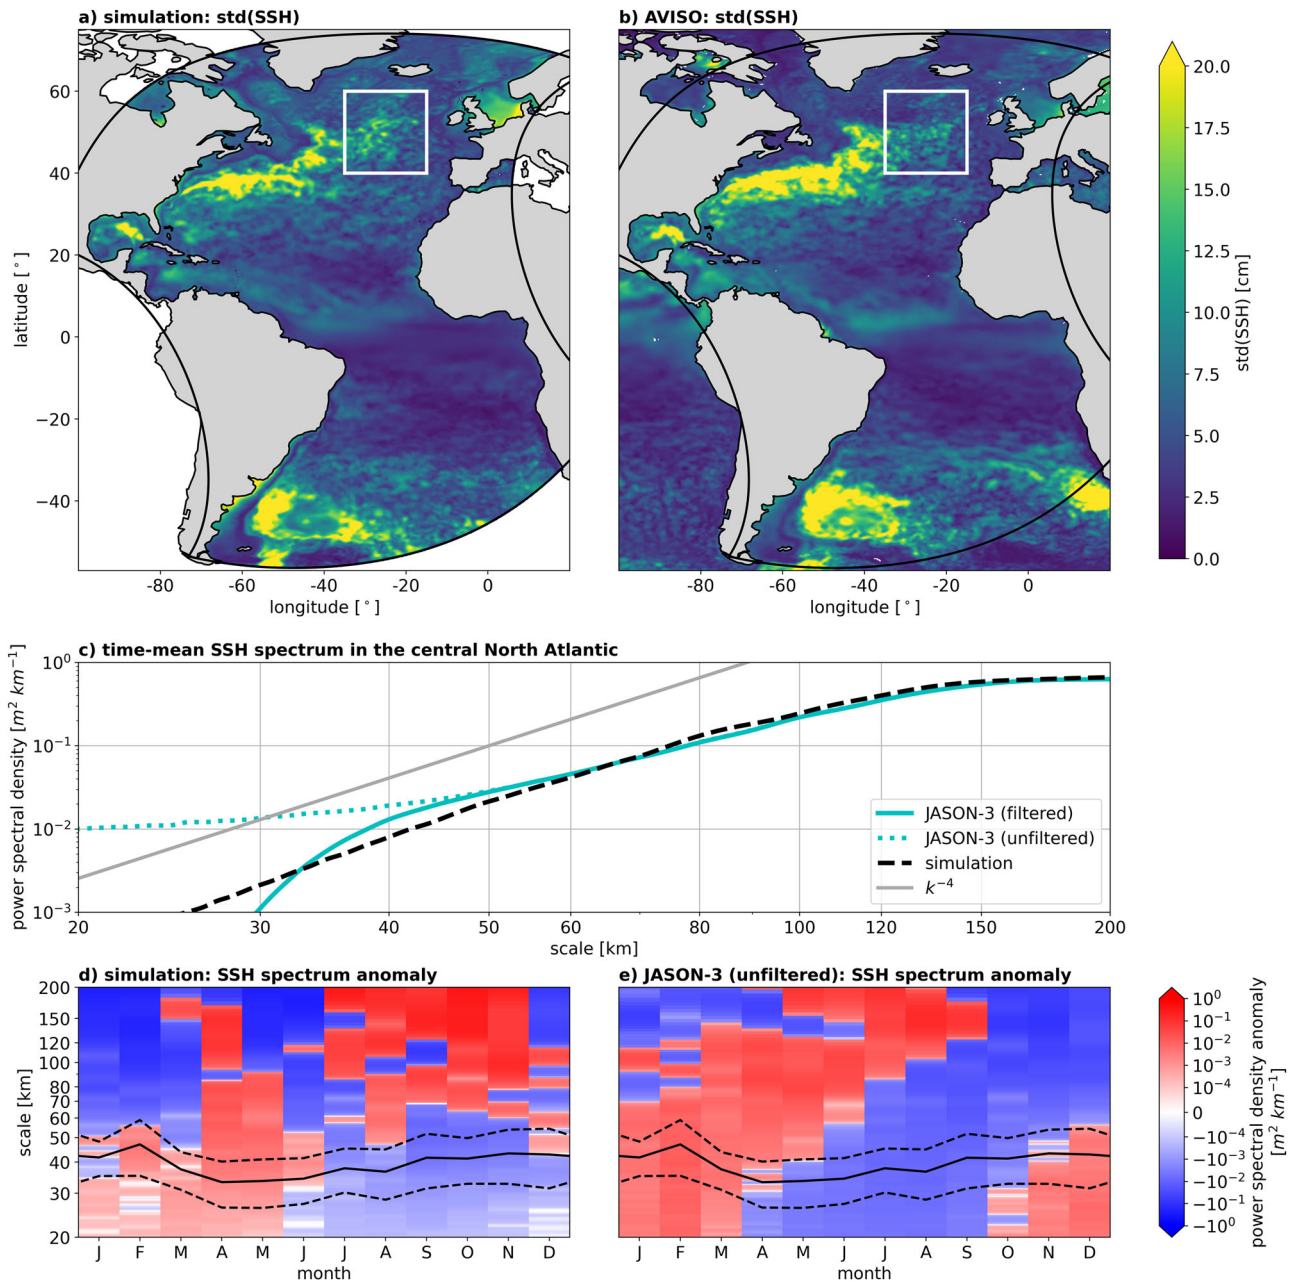 a) simulation: std(SSH)
b) AVISO: std(SSH)
60
40
20
0
−20
−40
latitude [°]
-80
-60
-40
-20
0
longitude [°]
-80
-60
-40
-20
0
longitude [°]
20.0
17.5
15.0
12.5
10.0
7.5
5.0
2.5
0.0
std(SSH) [cm]
c) time-mean SSH spectrum in the central North Atlantic
power spectral density [m² km⁻¹]
10⁰
10⁻¹
10⁻²
10⁻³
JASON-3 (filtered)
JASON-3 (unfiltered)
simulation
k⁻⁴
20
30
40
50
60
80
100
120
150
200
scale [km]
d) simulation: SSH spectrum anomaly
e) JASON-3 (unfiltered): SSH spectrum anomaly
scale [km]
200
150
120
100
80
70
60
50
40
30
20
J F M A M J J A S O N D
month
J F M A M J J A S O N D
month
10⁰
10⁻¹
10⁻²
10⁻³
10⁻⁴
0
−10⁻⁴
−10⁻³
−10⁻²
−10⁻¹
−10⁰
power spectral density anomaly
[m² km⁻¹]